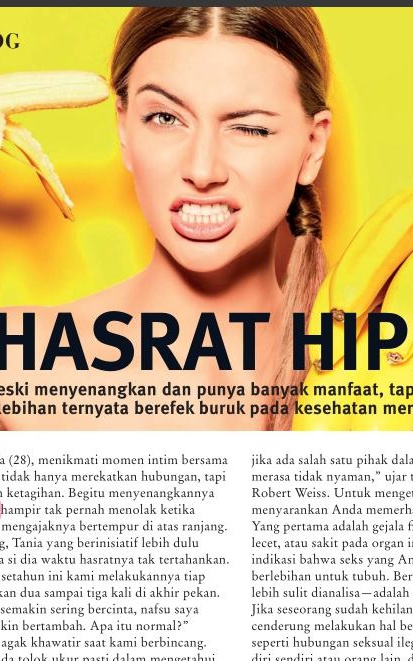 OG
HASRAT HIP
eski menyenangkan dan punya banyak manfaat, tap
lebihan ternyata berefek buruk pada kesehatan men
a (28), menikmati momen intim bersama
tidak hanya merekatkan hubungan, tapi
n ketagihan. Begitu menyenangkannya
hampir tak pernah menolak ketika
mengajaknya bertempur di atas ranjang.
g, Tania yang berinisiatif lebih dulu
a si dia waktu hasratnya tak tertahankan.
setahun ini kami melakukannya tiap
kan dua sampai tiga kali di akhir pekan.
semakin sering bercinta, nafsu saya
kin bertambah. Apa itu normal?”
agak khawatir saat kami berbincang.
da tolok ukur pasti dalam mengetahui
jika ada salah satu pihak dala
merasa tidak nyaman,” ujar t
Robert Weiss. Untuk menget
menyarankan Anda memerha
Yang pertama adalah gejala fi
lecet, atau sakit pada organ in
indikasi bahwa seks yang An
berlebihan untuk tubuh. Ber
lebih sulit dianalisa—adalah
Jika seseorang sudah kehilan
cenderung melakukan hal be
seperti hubungan seksual ileg
diri sendiri atau orang lain, d